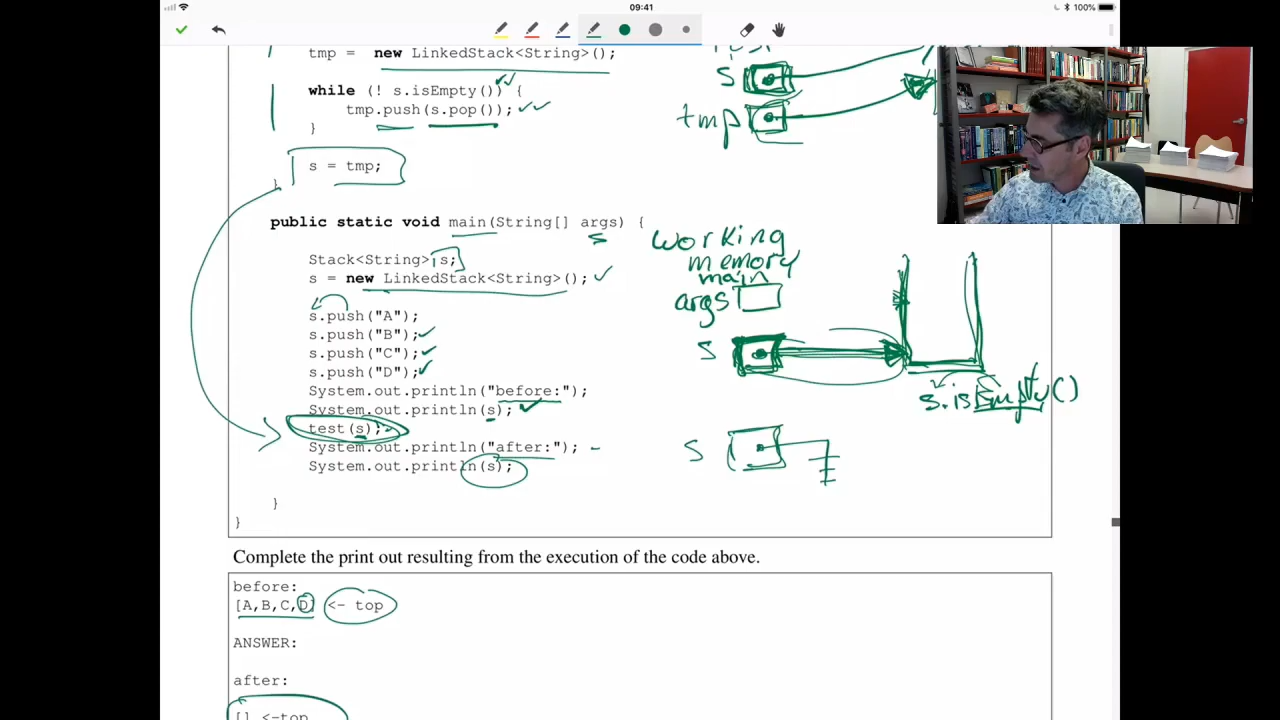 09:41
100%
tmp = new LinkedStack<String>();
while (! s.isEmpty()) {
tmp.push(s.pop());
}
s = tmp;
}
s
tmp
public static void main(String[] args) {
s
Stack<String> s;
s = new LinkedStack<String>();
s.push("A");
s.push("B");
s.push("C");
s.push("D");
System.out.println("before:");
System.out.println(s);
test(s);
System.out.println("after:");
System.out.println(s);
}
}
working
memory
main
args
s
s.isEmpty()
s
Complete the print out resulting from the execution of the code above.
before:
[A,B,C,D] <- top
ANSWER:
after:
[] <-top